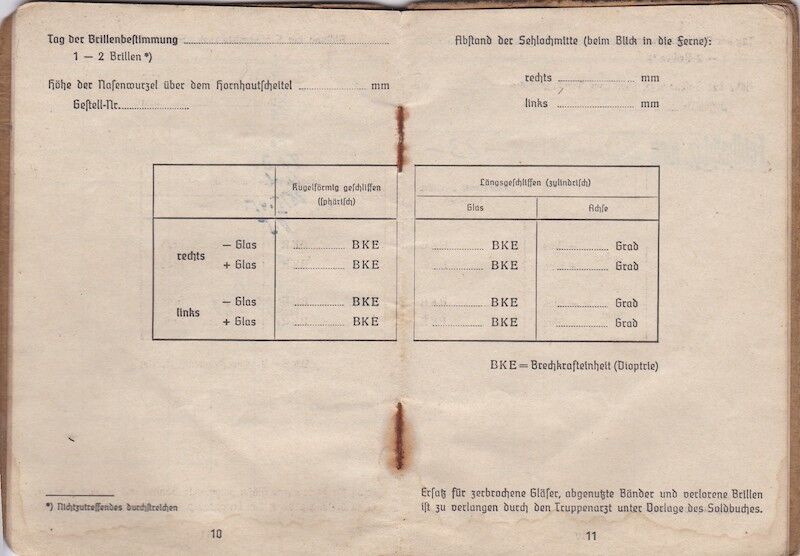 Tag der Brillenbestimmung
1 — 2 Brillen *)
Höhe der Nasenwurzel über dem Hornhautscheitel mm
Gestell-Nr.
Kugelförmig geschliffen
(sphärisch)
rechts
— Glas BKE
+ Glas BKE
links
— Glas BKE
+ Glas BKE
*) Nichtzutreffendes durchstreichen
10
Abstand der Sehlochmitte (beim Blick in die Ferne):
rechts mm
links mm
Längsgeschliffen (zylindrisch)
Glas Achse
BKE Grad
BKE Grad
BKE Grad
BKE Grad
BKE = Brechkrafteinheit (Dioptrie)
Ersatz für zerbrochene Gläser, abgenutzte Bänder und verlorene Brillen
ist zu verlangen durch den Truppenarzt unter Vorlage des Soldbuches.
11